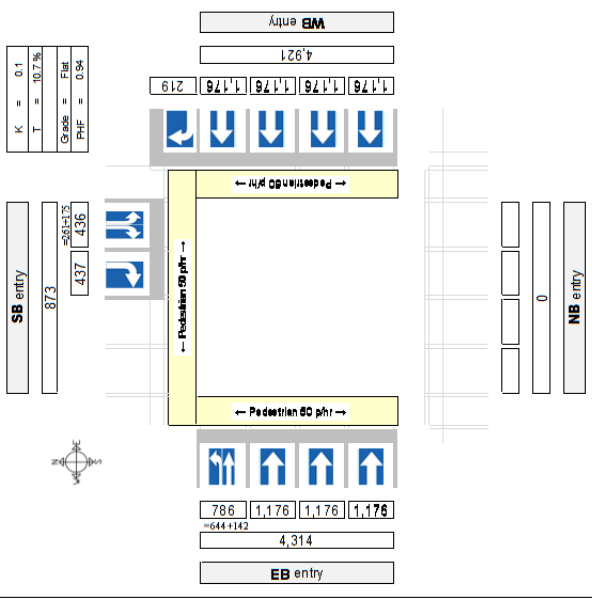 WB entry
4,921
219 1,176 1,176 1,176 1,176
K = 0.1
T = 10.7 %
Grade = Flat
PHF = 0.94
← Pedestrian 60 p/hr →
SB entry
873
=261+175
436
437
← Pedestrian 50 p/hr →
0
NB entry
← Pedestrian 60 p/hr →
N
E
S
W
786 1,176 1,176 1,176
=644+142
4,314
EB entry